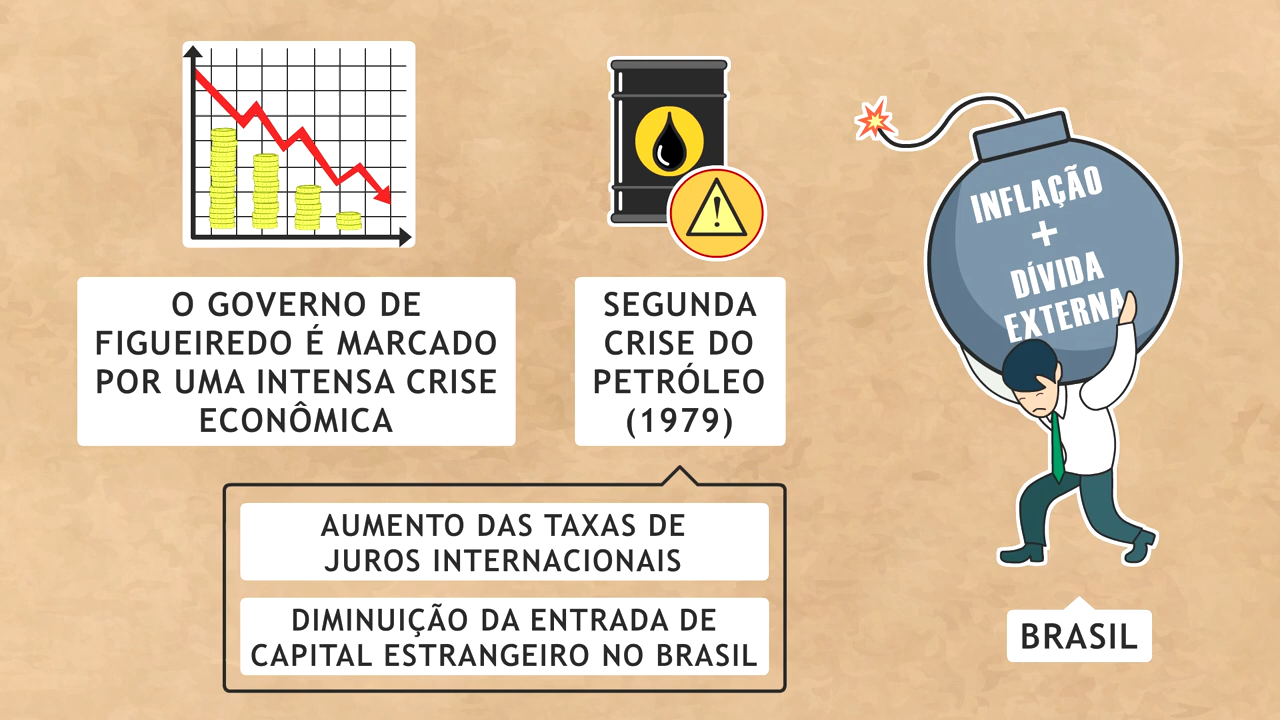 O GOVERNO DE
FIGUEIREDO É MARCADO
POR UMA INTENSA CRISE
ECONÔMICA
SEGUNDA
CRISE DO
PETRÓLEO
(1979)
AUMENTO DAS TAXAS DE
JUROS INTERNACIONAIS
DIMINUIÇÃO DA ENTRADA DE
CAPITAL ESTRANGEIRO NO BRASIL
INFLAÇÃO
+
DÍVIDA
EXTERNA
BRASIL